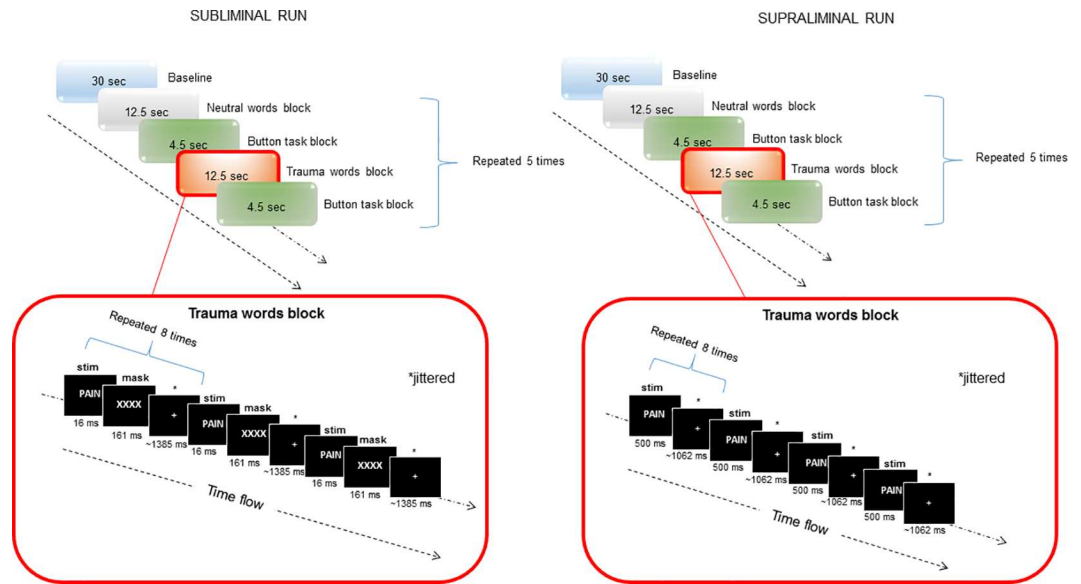 SUBLIMINAL RUN
30 sec
Baseline
12.5 sec
Neutral words block
4.5 sec
Button task block
12.5 sec
Trauma words block
4.5 sec
Button task block
Repeated 5 times
Trauma words block
Repeated 8 times
*jittered
stim
PAIN
16 ms
mask
XXXX
161 ms
*
+
~1385 ms
stim
PAIN
16 ms
mask
XXXX
161 ms
*
+
~1385 ms
stim
PAIN
16 ms
mask
XXXX
161 ms
*
+
~1385 ms
Time flow
SUPRALIMINAL RUN
30 sec
Baseline
12.5 sec
Neutral words block
4.5 sec
Button task block
12.5 sec
Trauma words block
4.5 sec
Button task block
Repeated 5 times
Trauma words block
Repeated 8 times
*jittered
stim
PAIN
500 ms
*
+
~1062 ms
stim
PAIN
500 ms
*
+
~1062 ms
stim
PAIN
500 ms
*
+
~1062 ms
stim
PAIN
500 ms
*
+
~1062 ms
Time flow